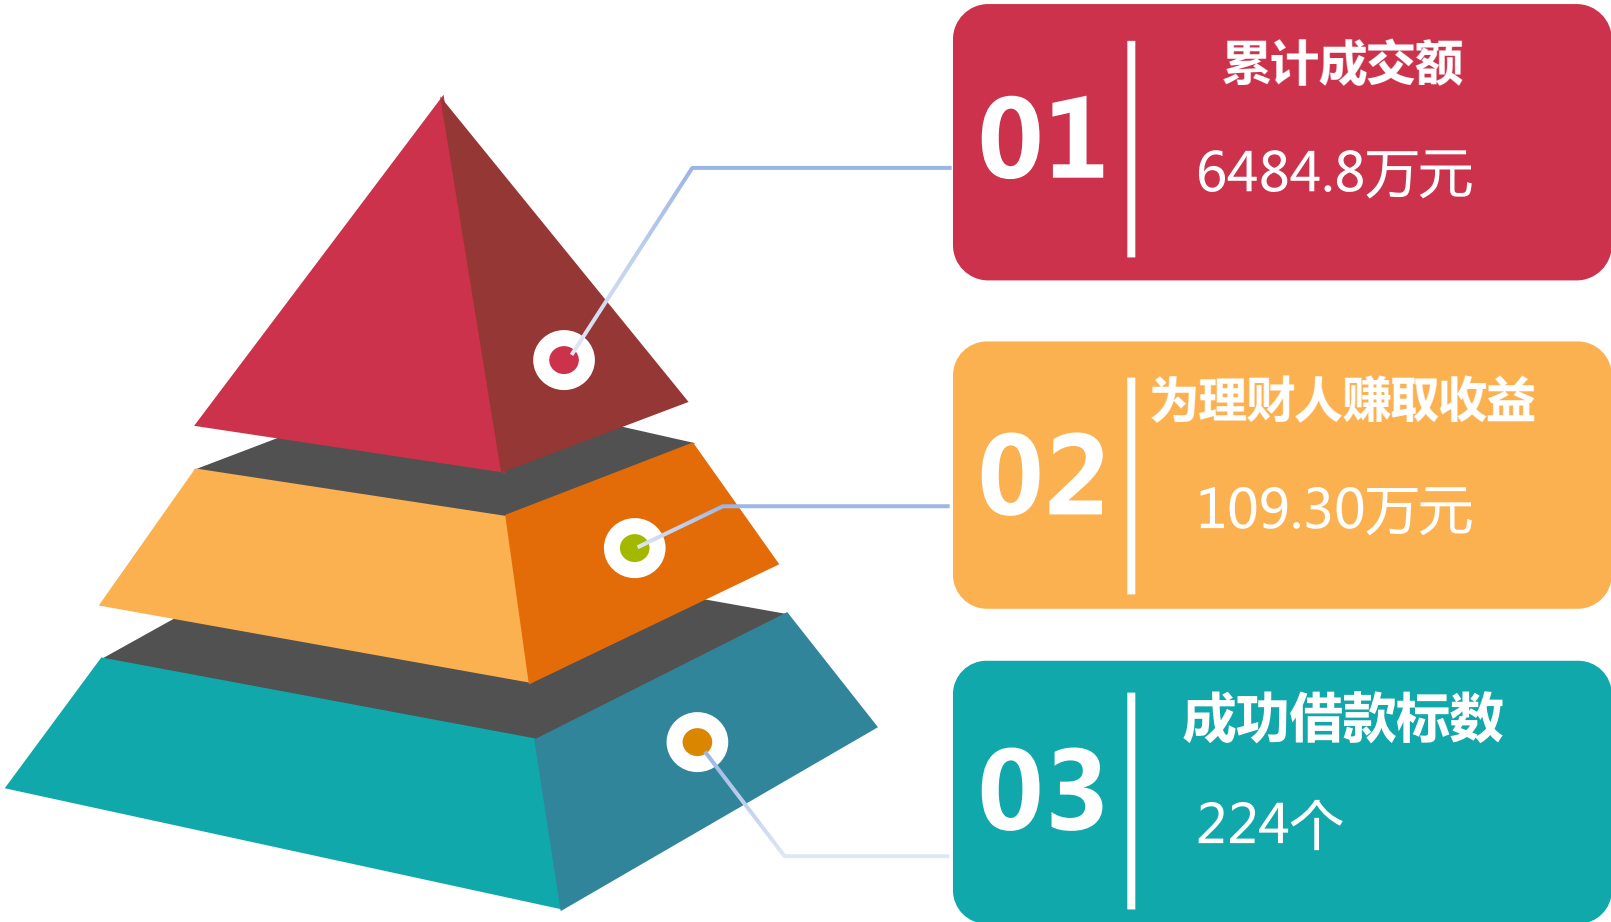 01
累计成交额
6484.8万元
02
为理财人赚取收益
109.30万元
03
成功借款标数
224个